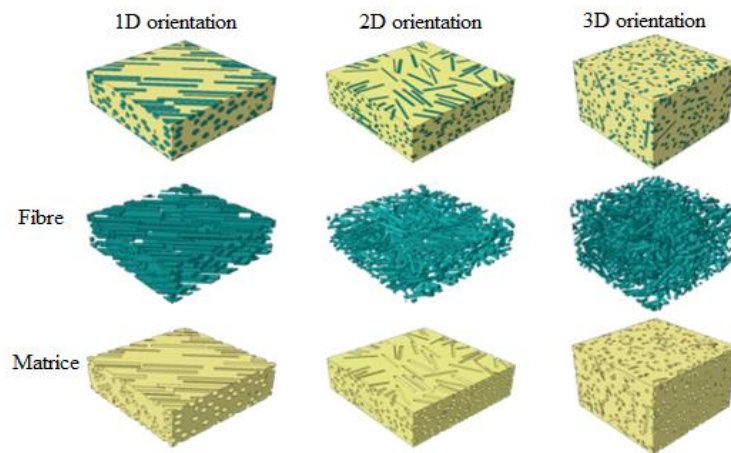 1D orientation
2D orientation
3D orientation
Fibre
Matrice